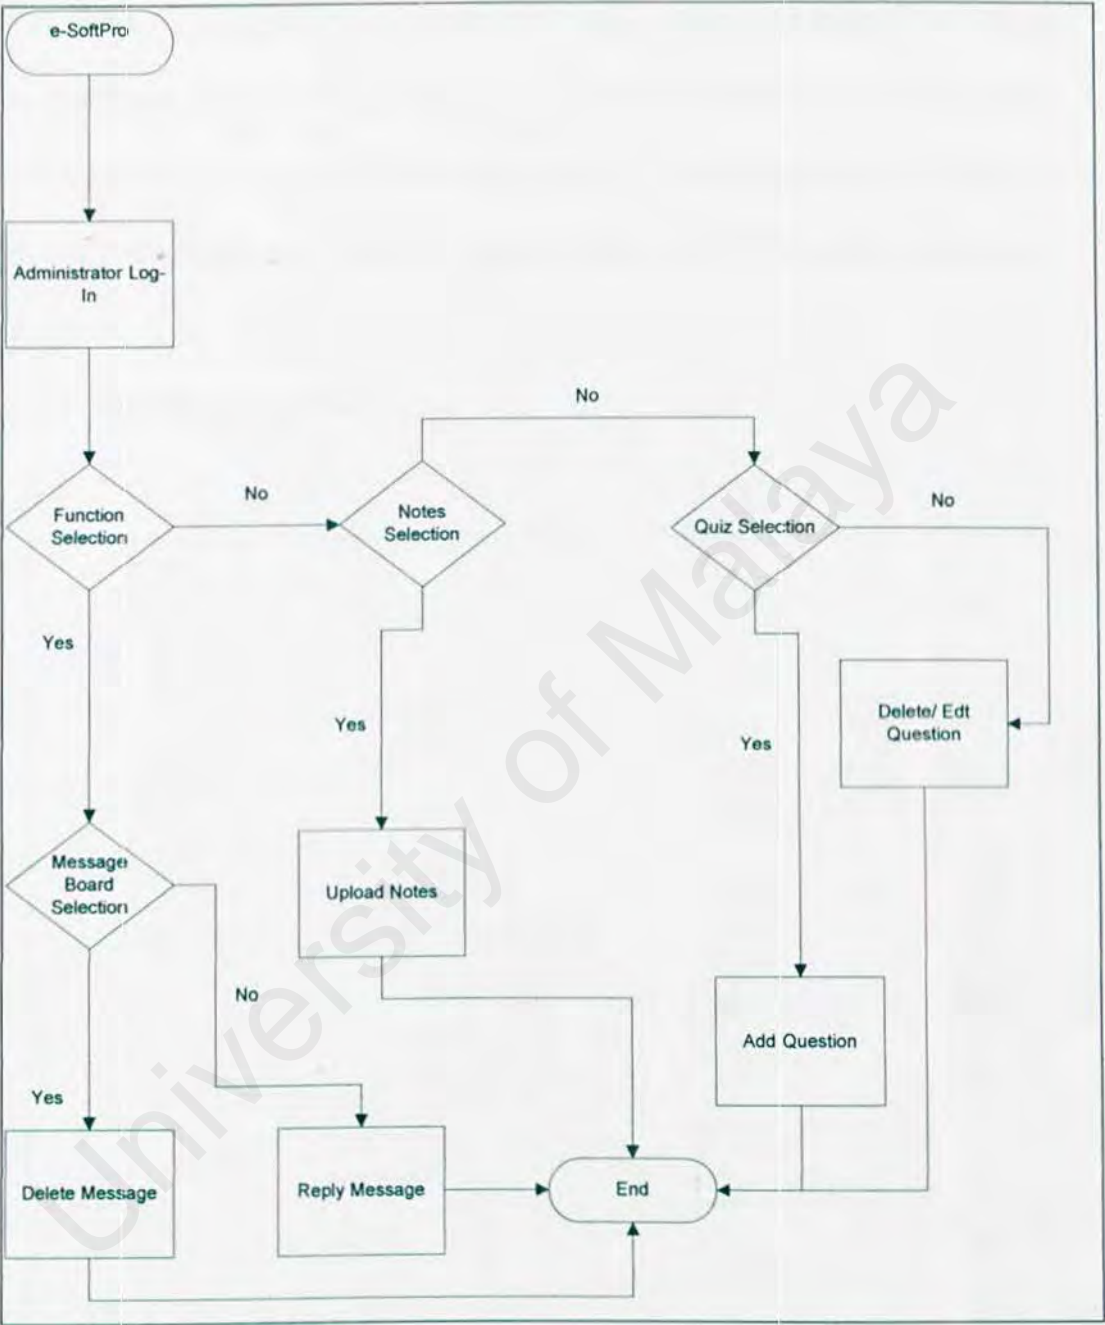 e-SoftPro
Administrator Log-
In
No
Function
Selection
No
Notes
Selection
Quiz Selection
No
Yes
Yes
Yes
Delete/ Edt
Question
Message
Board
Selection
Upload Notes
No
Add Question
Yes
Delete Message
Reply Message
End
University of Malaya